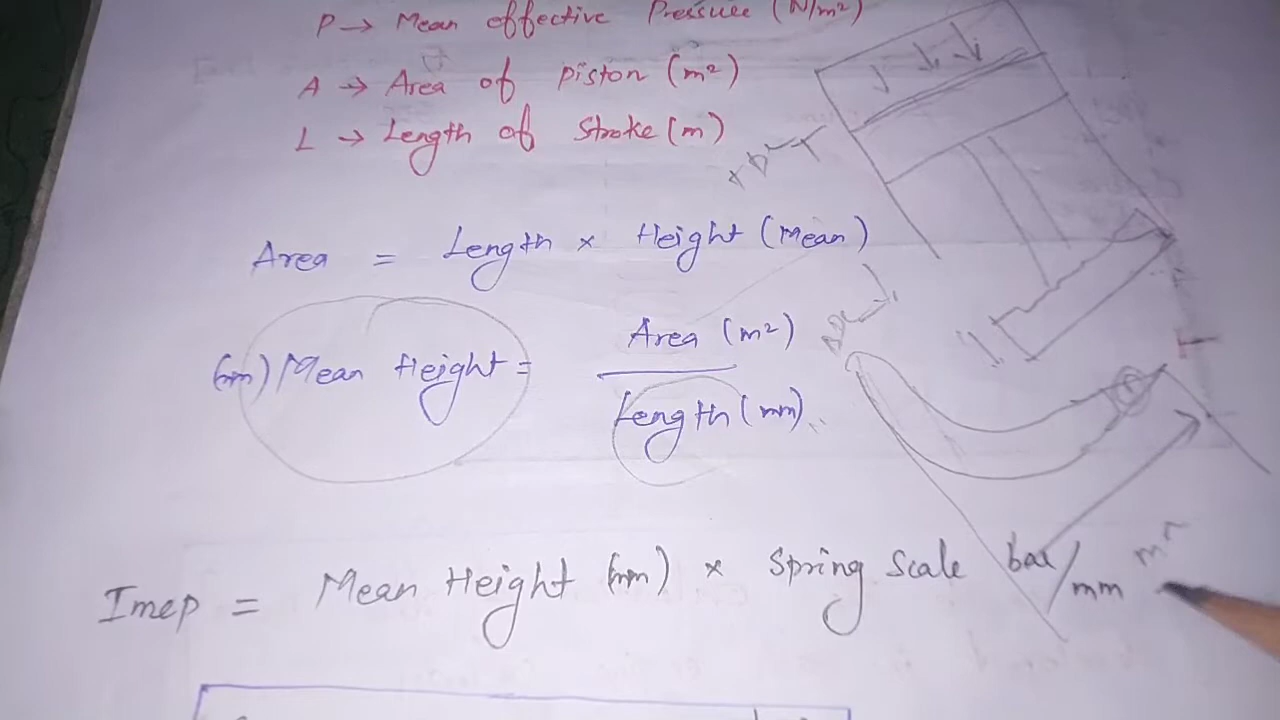 P → Mean effective Pressure (N/m²)
A → Area of Piston (m²)
L → Length of Stroke (m)
Area = Length × Height (Mean)
(mm) Mean Height = Area (m²) / Length (mm)
Imep = Mean Height (mm) × Spring Scale bar/mm